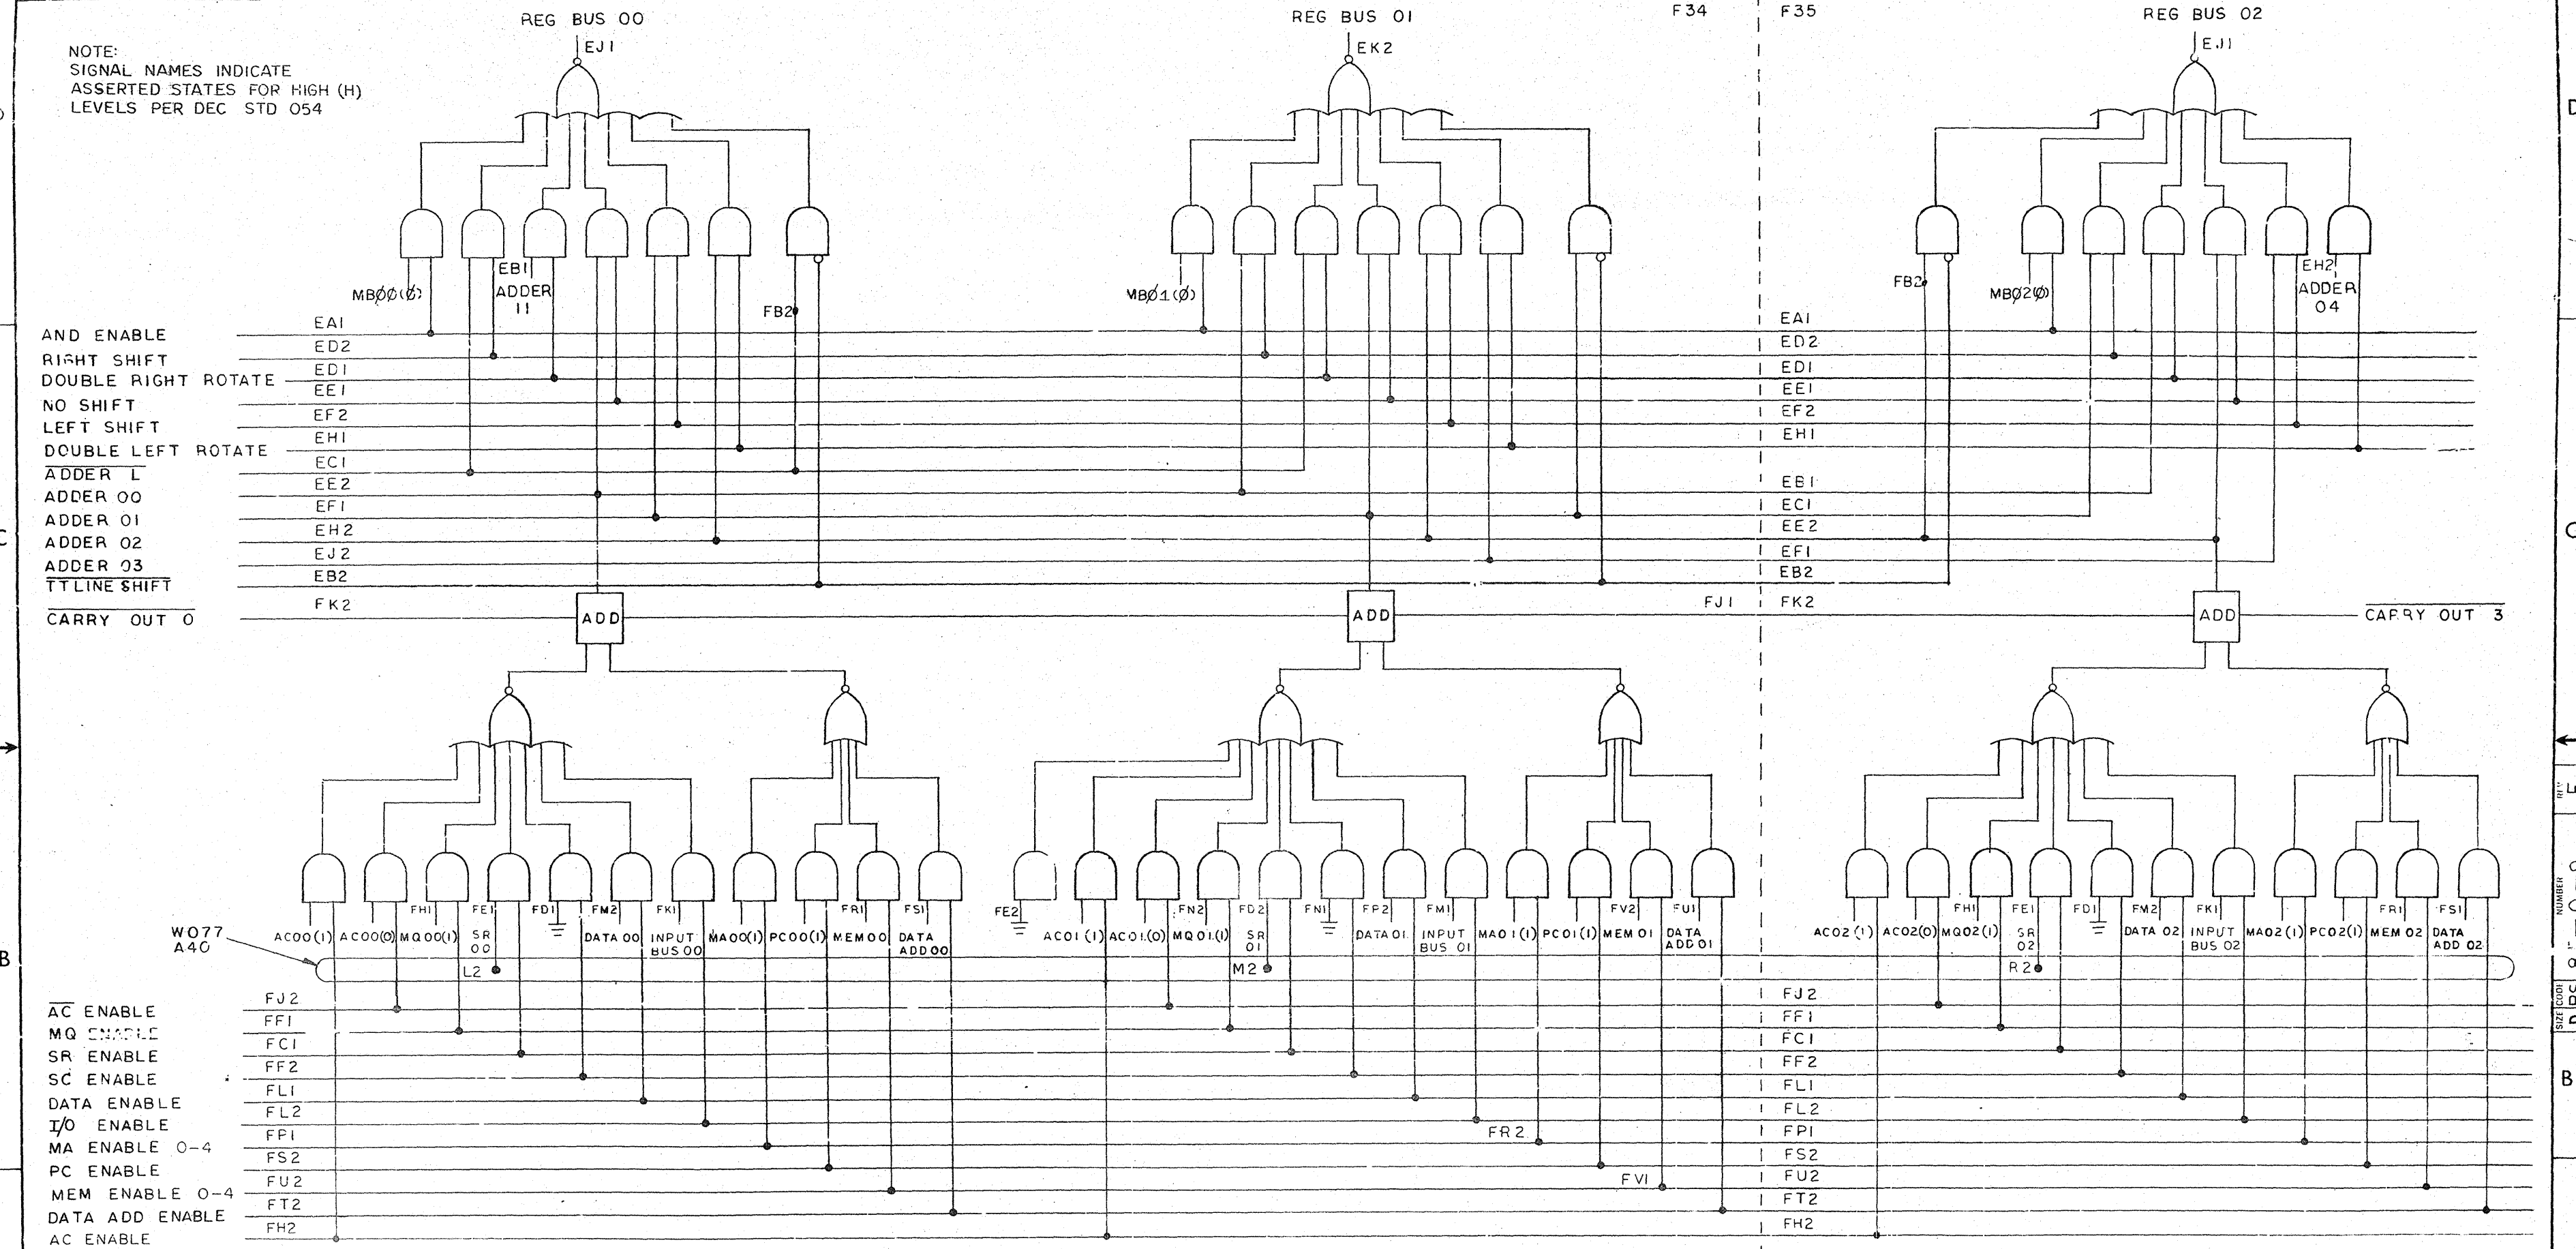 REG BUS 00
REG BUS 01
F34
F35
REG BUS 02
EJ1
EK2
EJ1
NOTE:
SIGNAL NAMES INDICATE
ASSERTED STATES FOR HIGH (H)
LEVELS PER DEC STD 054
D
MBØØ(Ø)
EB1
ADDER
11
FB2
MBØ1(Ø)
FB2
MBØ2(Ø)
EH2
ADDER
04
AND ENABLE EA1 EA1
RIGHT SHIFT ED2 ED2
DOUBLE RIGHT ROTATE ED1 ED1
NO SHIFT EE1 EE1
LEFT SHIFT EF2 EF2
DOUBLE LEFT ROTATE EH1 EH1
ADDER L EC1
ADDER 00 EE2 EB1
ADDER 01 EF1 EC1
ADDER 02 EH2 EE2
ADDER 03 EJ2 EF1
TT LINE SHIFT EB2 EB2
C
C
CARRY OUT 0 FK2 ADD ADD FJ1 FK2 ADD CARRY OUT 3
FH1 FE1 FD1 FM2 FK1 FR1 FS1
AC00(1) AC00(0) MQ00(1) SR 00 DATA 00 INPUT BUS 00 MA00(1) PC00(1) MEM00 DATA ADD00
FE2 FN2 FD2 FN1 FP2 FM1 FV2 FU1
AC01(1) AC01(0) MQ01(1) SR 01 DATA 01 INPUT BUS 01 MA01(1) PC01(1) MEM 01 DATA ADD 01
FH1 FE1 FD1 FM2 FK1 FR1 FS1
AC02(1) AC02(0) MQ02(1) SR 02 DATA 02 INPUT BUS 02 MA02(1) PC02(1) MEM 02 DATA ADD 02
W077
A40
L2
M2
R2
B
AC ENABLE FJ2 FJ2
MQ ENABLE FF1 FF1
SR ENABLE FC1 FC1
SC ENABLE FF2 FF2
DATA ENABLE FL1 FL1
I/O ENABLE FL2 FL2
MA ENABLE 0-4 FP1 FR2 FP1
PC ENABLE FS2 FS2
MEM ENABLE 0-4 FU2 FV1 FU2
DATA ADD ENABLE FT2 FT2
AC ENABLE FH2 FH2
B
REV
NUMBER
SIZE CODE